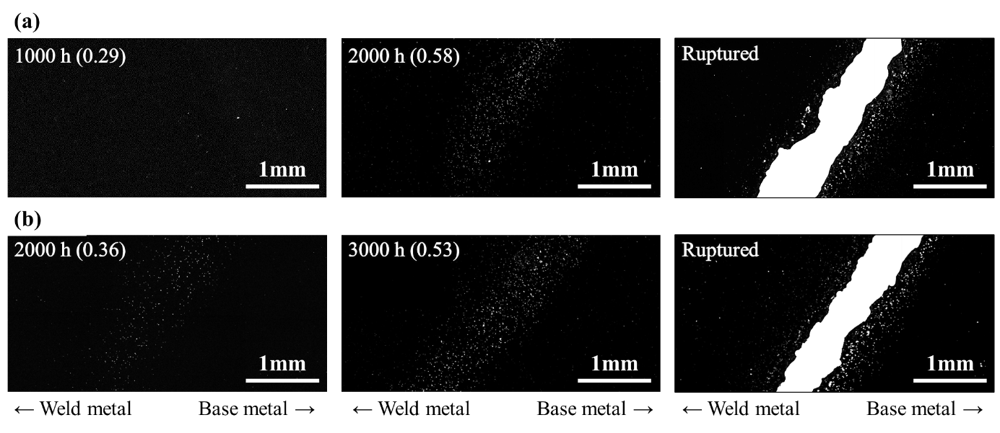 (a)
1000 h (0.29)
2000 h (0.58)
Ruptured
1mm
1mm
1mm
(b)
2000 h (0.36)
3000 h (0.53)
Ruptured
1mm
1mm
1mm
← Weld metal
Base metal →
← Weld metal
Base metal →
← Weld metal
Base metal →